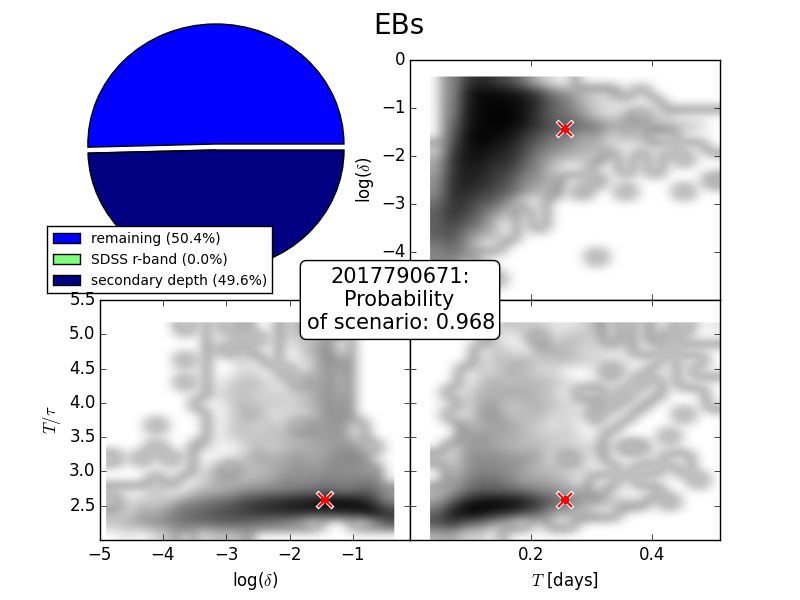 EBs
remaining (50.4%)
SDSS r-band (0.0%)
secondary depth (49.6%)
0
−1
−2
−3
−4
log(δ)
2017790671:
Probability
of scenario: 0.968
5.5
5.0
4.5
4.0
3.5
3.0
2.5
T/τ
−5 −4 −3 −2 −1
log(δ)
0.2 0.4
T [days]